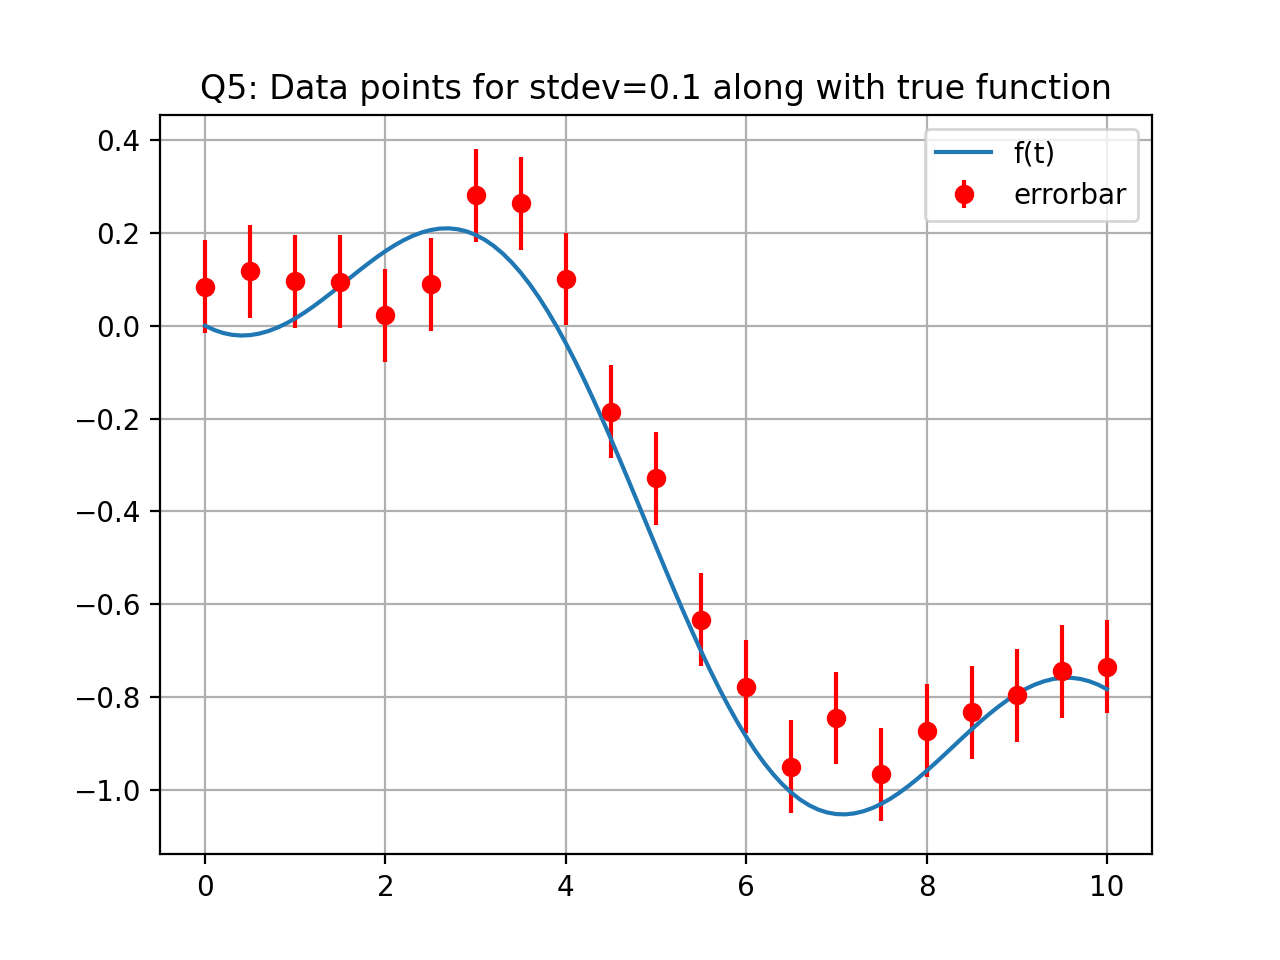 Q5: Data points for stdev=0.1 along with true function
f(t)
errorbar
0.4
0.2
0.0
−0.2
−0.4
−0.6
−0.8
−1.0
0 2 4 6 8 10